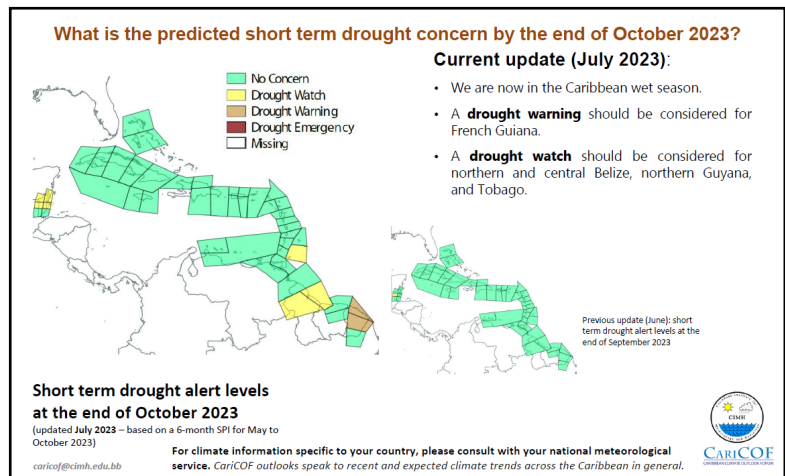 What is the predicted short term drought concern by the end of October 2023?
No Concern
Drought Watch
Drought Warning
Drought Emergency
Missing
Current update (July 2023):
• We are now in the Caribbean wet season.
• A drought warning should be considered for
French Guiana.
• A drought watch should be considered for
northern and central Belize, northern Guyana,
and Tobago.
Previous update (June): short
term drought alert levels at the
end of September 2023
Short term drought alert levels
at the end of October 2023
(updated July 2023 – based on a 6-month SPI for May to
October 2023)
For climate information specific to your country, please consult with your national meteorological
service. CariCOF outlooks speak to recent and expected climate trends across the Caribbean in general.
caricof@cimh.edu.bb
CIMH
CARICOF
CARIBBEAN CLIMATE OUTLOOK FORUM